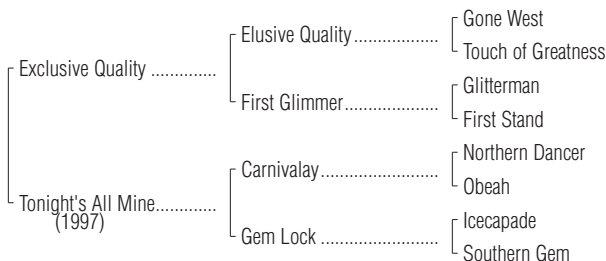 Gone West
Elusive Quality..................
Touch of Greatness
Exclusive Quality .............
Glitterman
First Glimmer....................
First Stand
Northern Dancer
Carnivalay.........................
Obeah
Tonight's All Mine.............
(1997)
Icecapade
Gem Lock .........................
Southern Gem